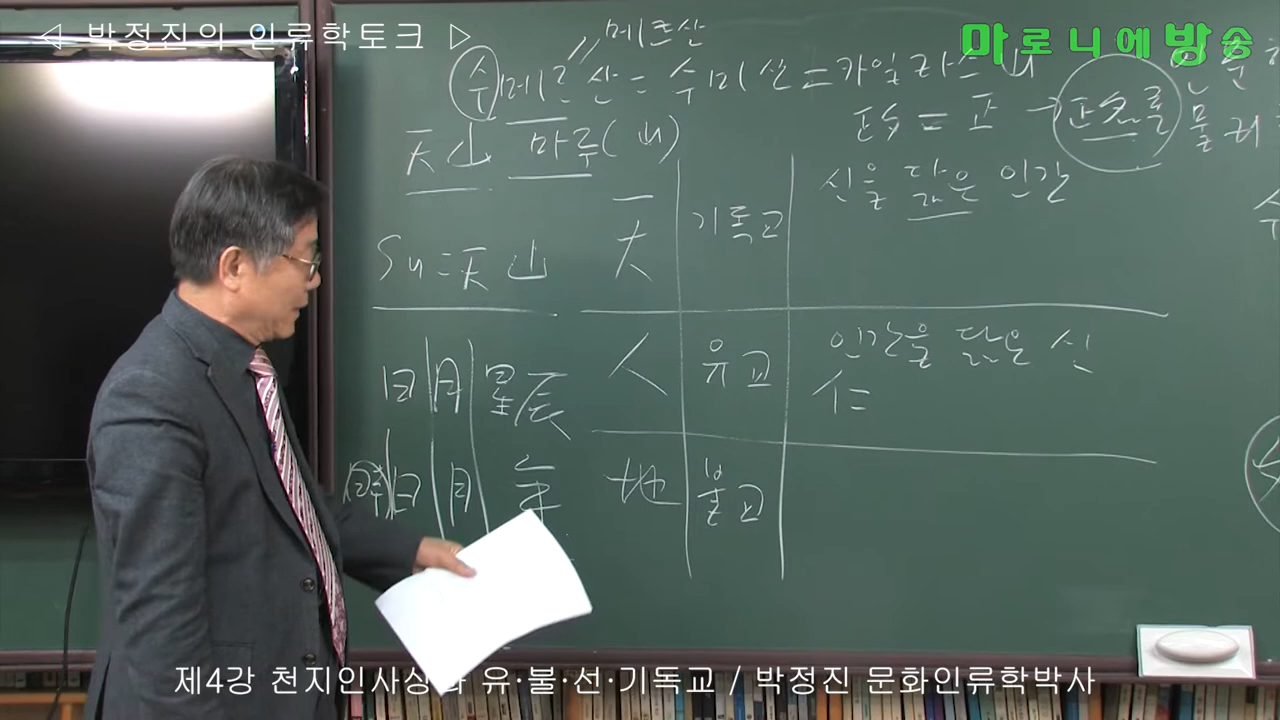 ◁ 박정진의 인류학토크 ▷
마로니에방송
메르산
수메르산 = 수미산 = 카일라스 山
天山 마루(山)
신을 닮은 인간
Su = 天山
天 기독교
人 유교
인간을 닮은 신
仁
日 月 星辰
日 月 年
地 불교
제4강 천지인사상과 유·불·선·기독교 / 박정진 문화인류학박사